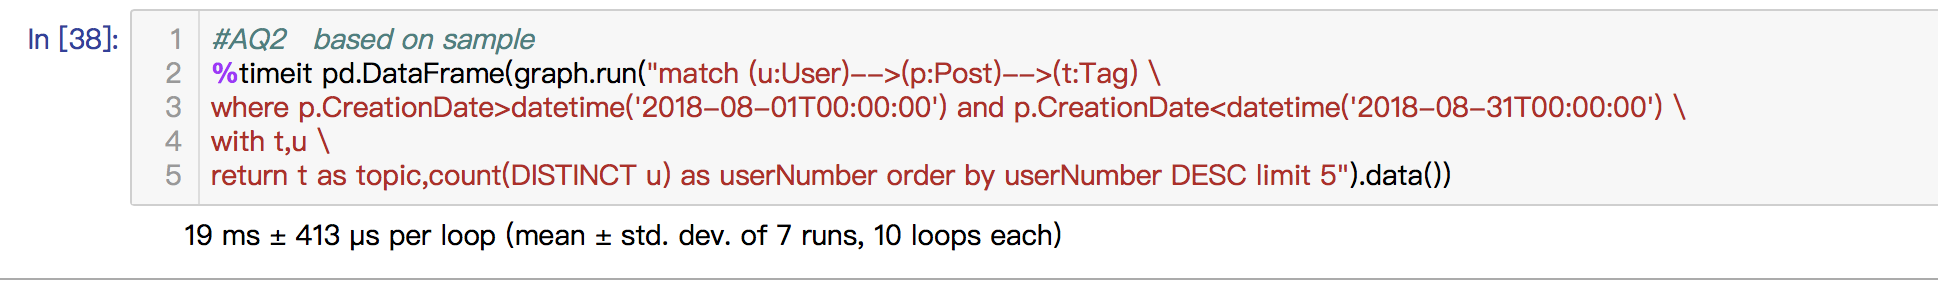 In [38]:
1 #AQ2 based on sample
2 %timeit pd.DataFrame(graph.run("match (u:User)-->(p:Post)-->(t:Tag) \
3 where p.CreationDate>datetime('2018-08-01T00:00:00') and p.CreationDate<datetime('2018-08-31T00:00:00') \
4 with t,u \
5 return t as topic,count(DISTINCT u) as userNumber order by userNumber DESC limit 5").data())
19 ms ± 413 µs per loop (mean ± std. dev. of 7 runs, 10 loops each)